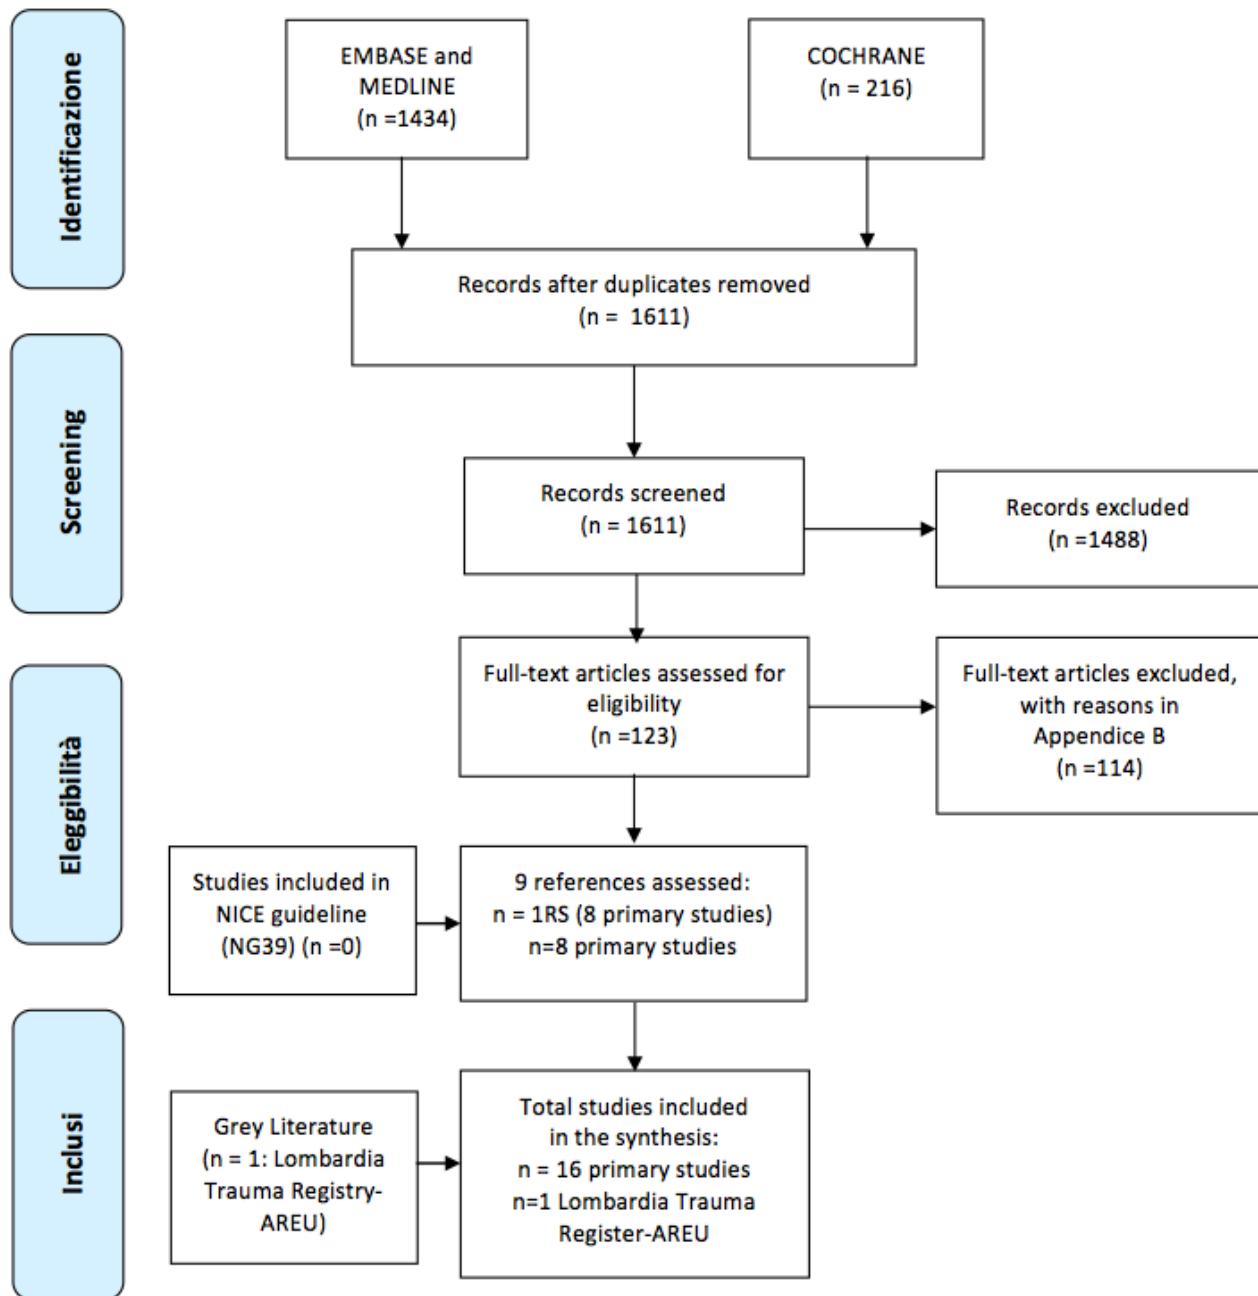 Identificazione
EMBASE and
MEDLINE
(n =1434)
COCHRANE
(n = 216)
Records after duplicates removed
(n = 1611)
Screening
Records screened
(n = 1611)
Records excluded
(n =1488)
Eleggibilità
Full-text articles assessed for
eligibility
(n =123)
Full-text articles excluded,
with reasons in
Appendice B
(n =114)
Studies included in
NICE guideline
(NG39) (n =0)
9 references assessed:
n = 1RS (8 primary studies)
n=8 primary studies
Inclusi
Grey Literature
(n = 1: Lombardia
Trauma Registry-
AREU)
Total studies included
in the synthesis:
n = 16 primary studies
n=1 Lombardia Trauma
Register-AREU